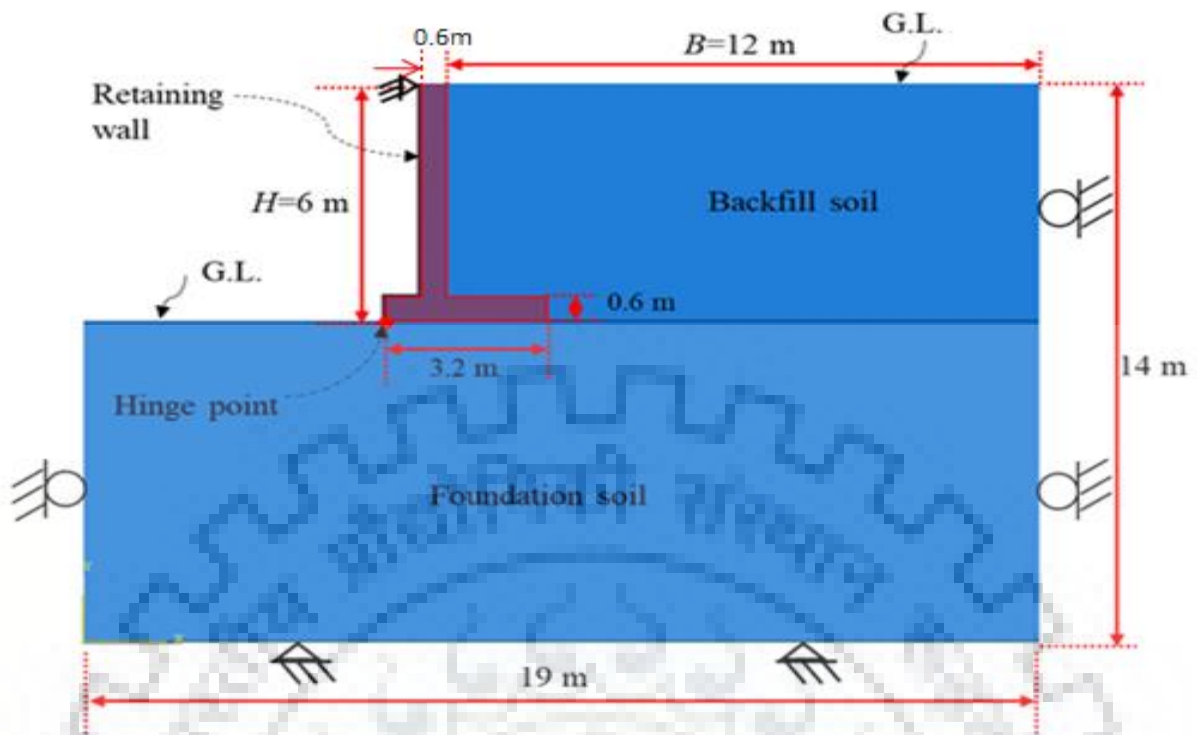 0.6m
B=12 m
G.L.
Retaining
wall
H=6 m
Backfill soil
G.L.
0.6 m
3.2 m
14 m
Hinge point
Foundation soil
प्रौद्योगिकी संस्थान
19 m